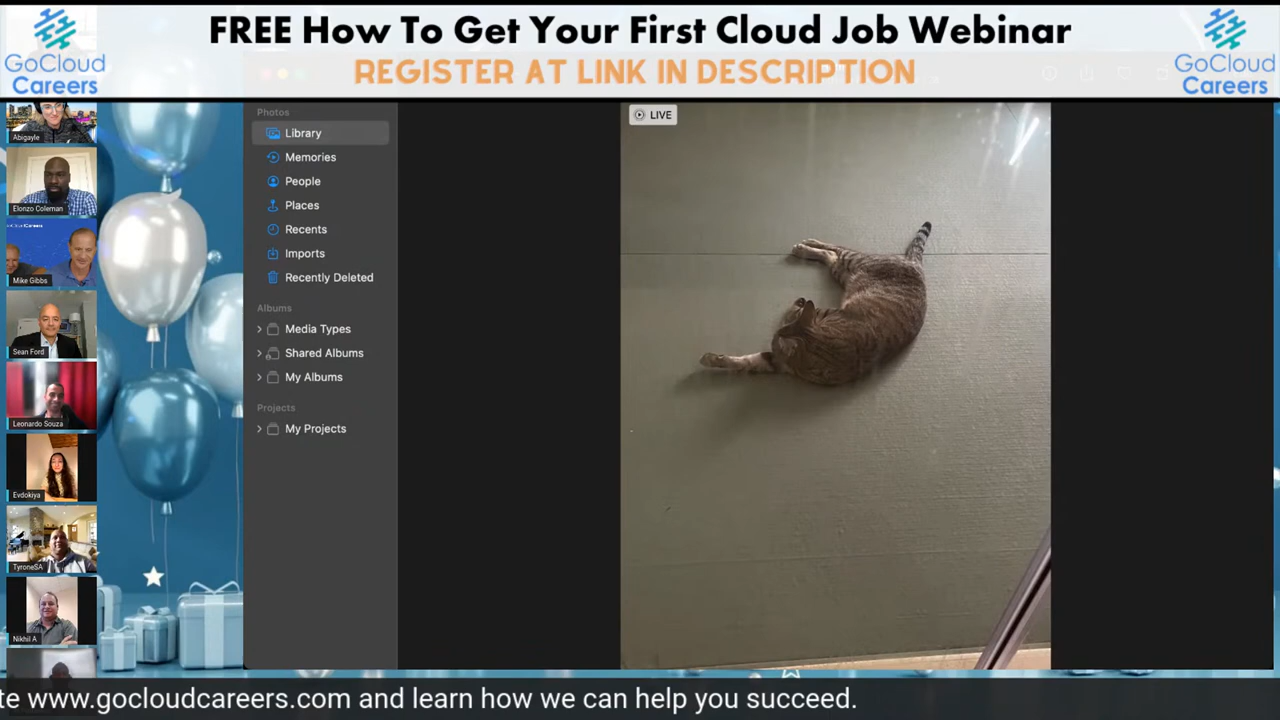 FREE How To Get Your First Cloud Job Webinar
REGISTER AT LINK IN DESCRIPTION
GoCloud
Careers
GoCloud
Careers
Abigayle
Elonzo Coleman
Mike Gibbs
Sean Ford
Leonardo Souza
Evdokiya
TyroneSA
Nikhil A
Photos
Library
Memories
People
Places
Recents
Imports
Recently Deleted
Albums
Media Types
Shared Albums
My Albums
Projects
My Projects
LIVE
te www.gocloudcareers.com and learn how we can help you succeed.